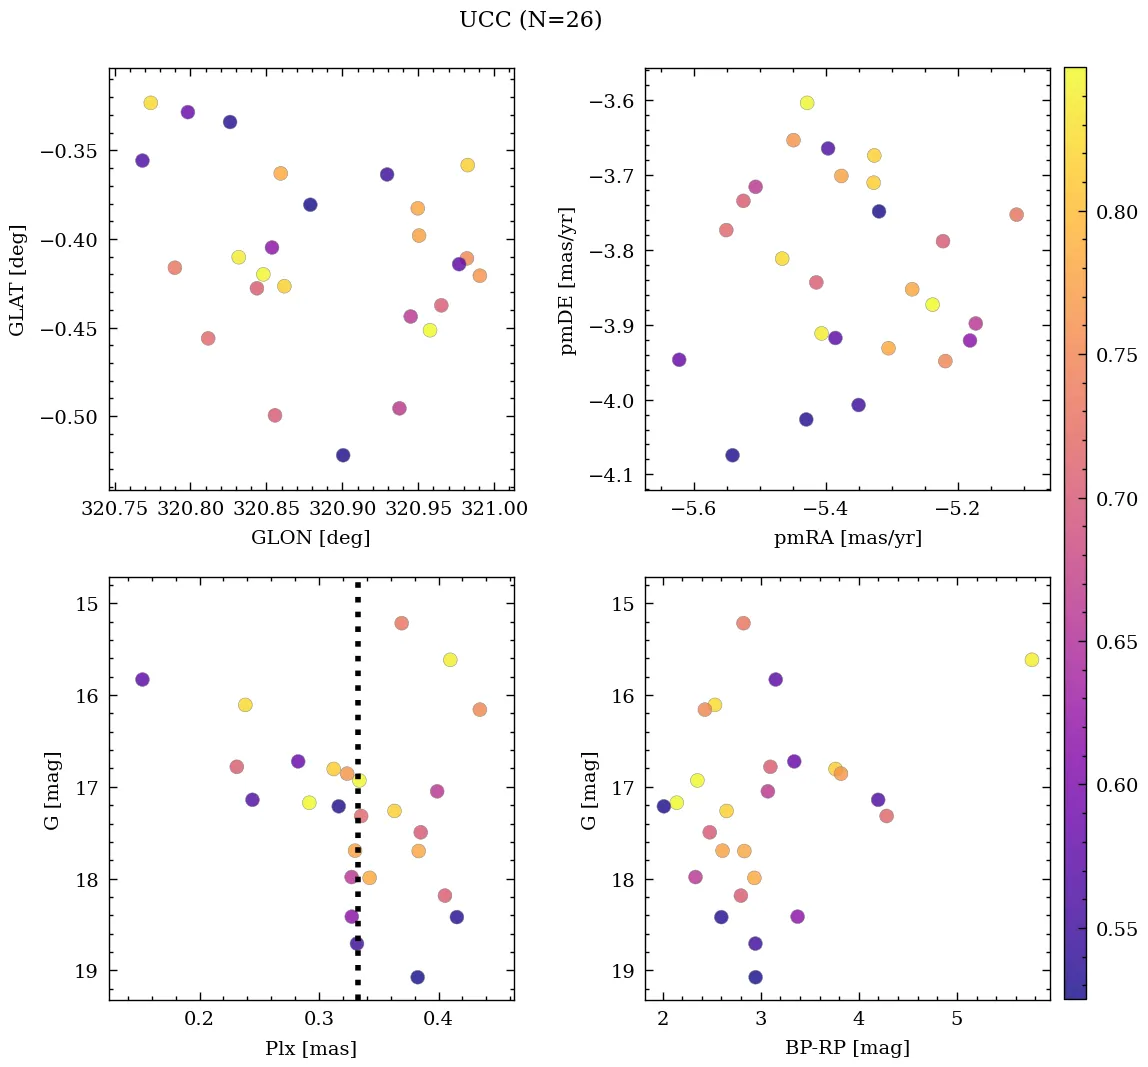 UCC (N=26)
−0.35
−0.40
−0.45
−0.50
GLAT [deg]
320.75 320.80 320.85 320.90 320.95 321.00
GLON [deg]
−3.6
−3.7
−3.8
−3.9
−4.0
−4.1
pmDE [mas/yr]
−5.6 −5.4 −5.2
pmRA [mas/yr]
15
16
17
18
19
G [mag]
0.2 0.3 0.4
Plx [mas]
15
16
17
18
19
G [mag]
2 3 4 5
BP-RP [mag]
0.80
0.75
0.70
0.65
0.60
0.55